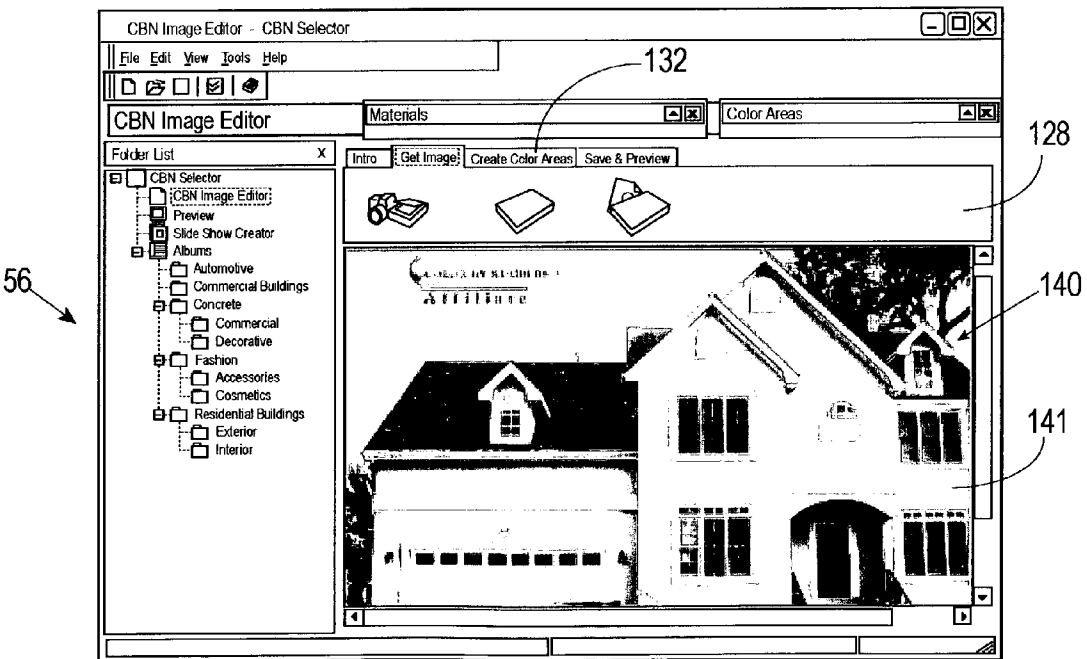 CBN Image Editor - CBN Selector
File Edit View Tools Help
132
CBN Image Editor
Materials
Color Areas
128
Folder List X
Intro Get Image Create Color Areas Save & Preview
CBN Selector
CBN Image Editor
Preview
Slide Show Creator
Albums
Automotive
Commercial Buildings
Concrete
Commercial
Decorative
Fashion
Accessories
Cosmetics
Residential Buildings
Exterior
Interior
Affiliate
56
140
141